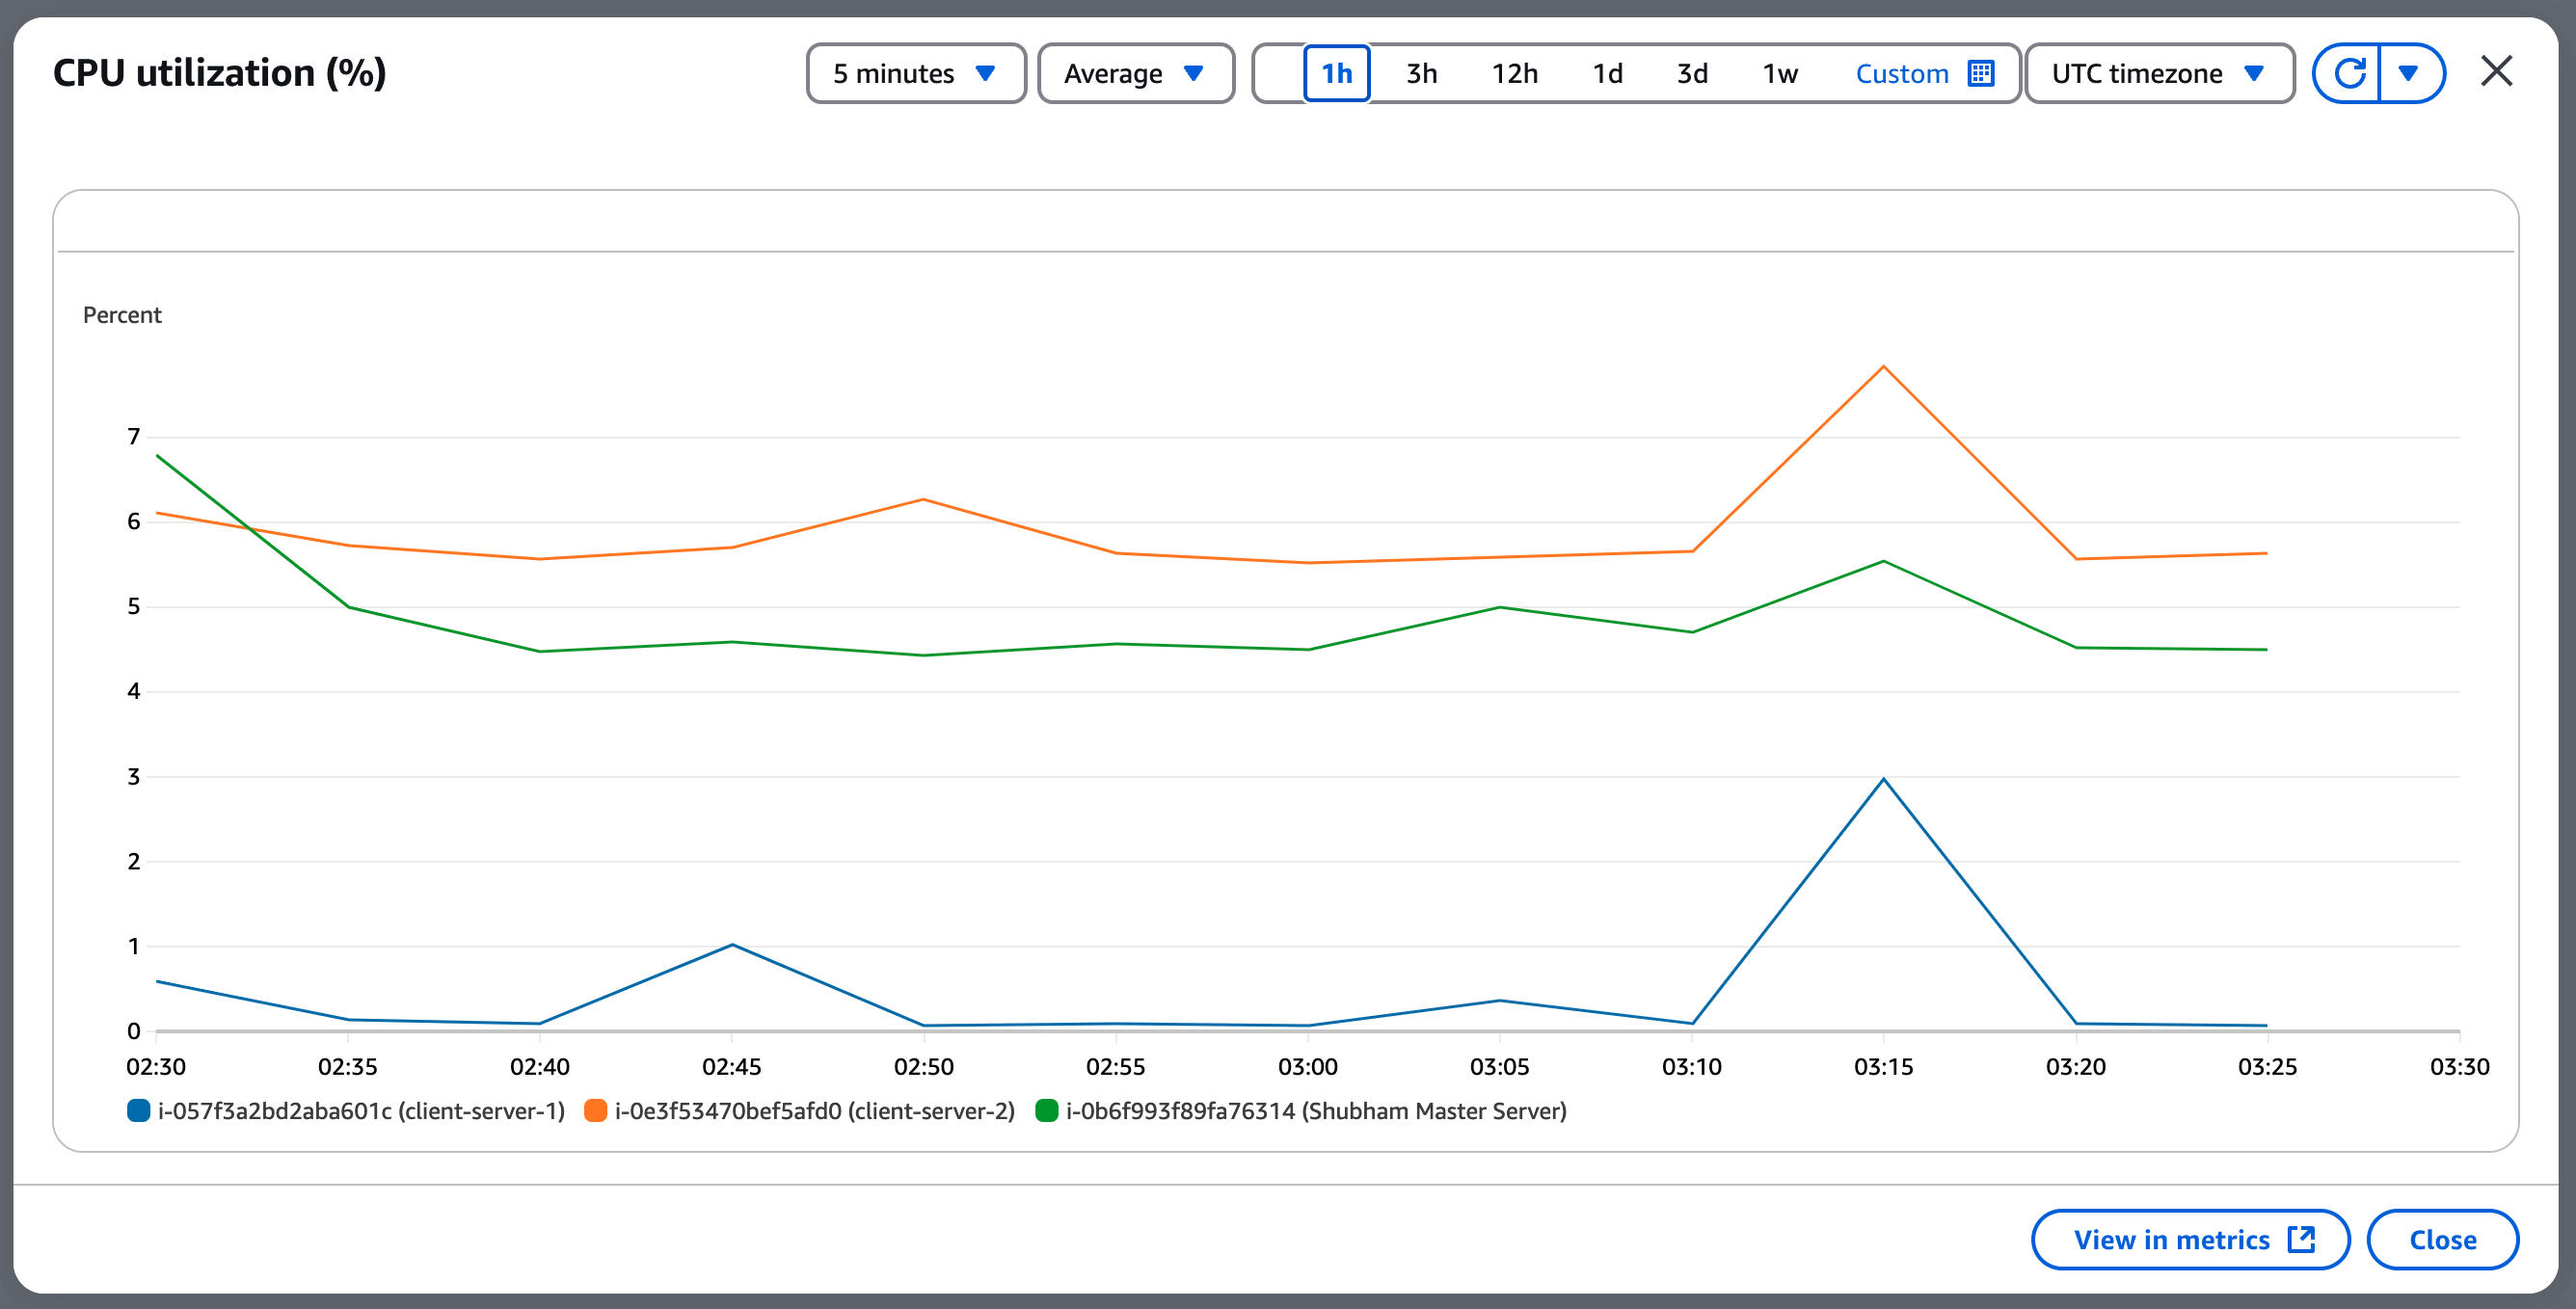 CPU utilization (%)
5 minutes Average 1h 3h 12h 1d 3d 1w Custom UTC timezone
Percent
7
6
5
4
3
2
1
0
02:30 02:35 02:40 02:45 02:50 02:55 03:00 03:05 03:10 03:15 03:20 03:25 03:30
i-057f3a2bd2aba601c (client-server-1) i-0e3f53470bef5afd0 (client-server-2) i-0b6f993f89fa76314 (Shubham Master Server)
View in metrics Close